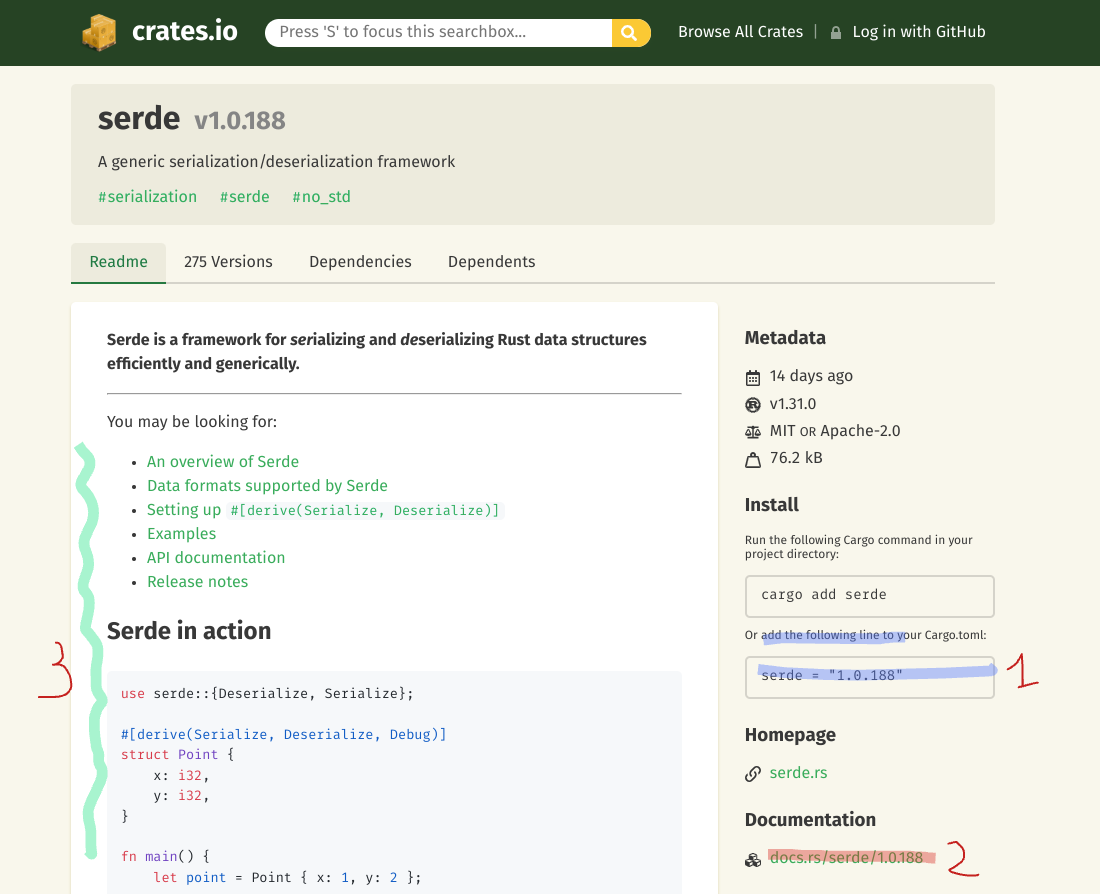 crates.io
Press 'S' to focus this searchbox...
Browse All Crates | Log in with GitHub
serde v1.0.188
A generic serialization/deserialization framework
#serialization #serde #no_std
Readme 275 Versions Dependencies Dependents
Serde is a framework for serializing and deserializing Rust data structures
efficiently and generically.
You may be looking for:
• An overview of Serde
• Data formats supported by Serde
• Setting up #[derive(Serialize, Deserialize)]
• Examples
• API documentation
• Release notes
Serde in action
3
use serde::{Deserialize, Serialize};
#[derive(Serialize, Deserialize, Debug)]
struct Point {
    x: i32,
    y: i32,
}
fn main() {
    let point = Point { x: 1, y: 2 };
Metadata
14 days ago
v1.31.0
MIT OR Apache-2.0
76.2 kB
Install
Run the following Cargo command in your
project directory:
cargo add serde
Or add the following line to your Cargo.toml:
serde = "1.0.188"
1
Homepage
serde.rs
Documentation
docs.rs/serde/1.0.188
2